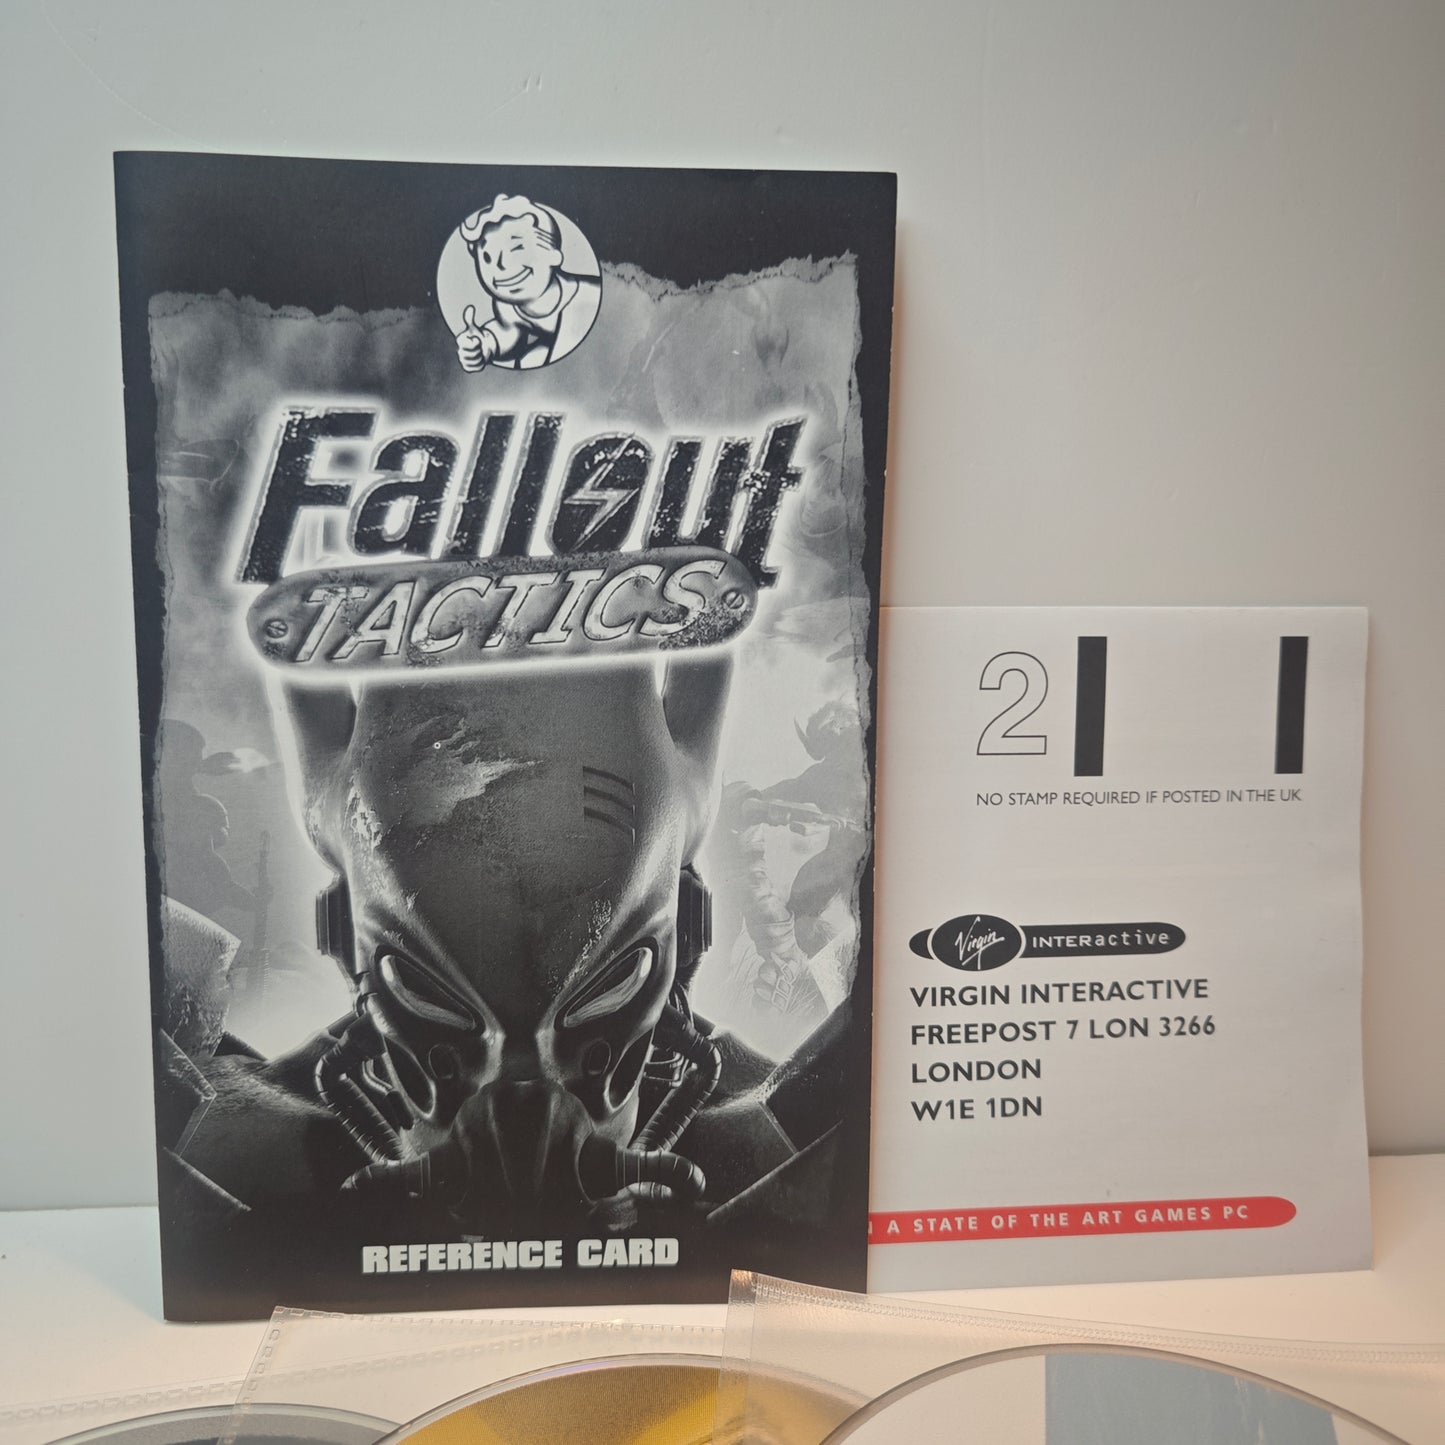 Fallout
TACTICS
REFERENCE CARD
2
NO STAMP REQUIRED IF POSTED IN THE UK
Virgin INTERactive
VIRGIN INTERACTIVE
FREEPOST 7 LON 3266
LONDON
W1E 1DN
A STATE OF THE ART GAMES PC